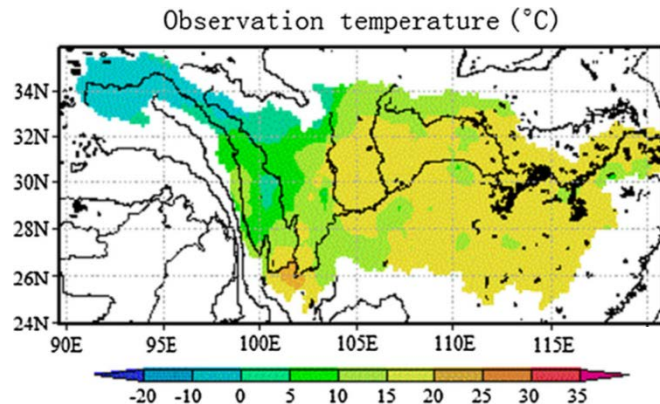 Observation temperature (°C)
34N
32N
30N
28N
26N
24N
90E 95E 100E 105E 110E 115E
-20 -10 0 5 10 15 20 25 30 35